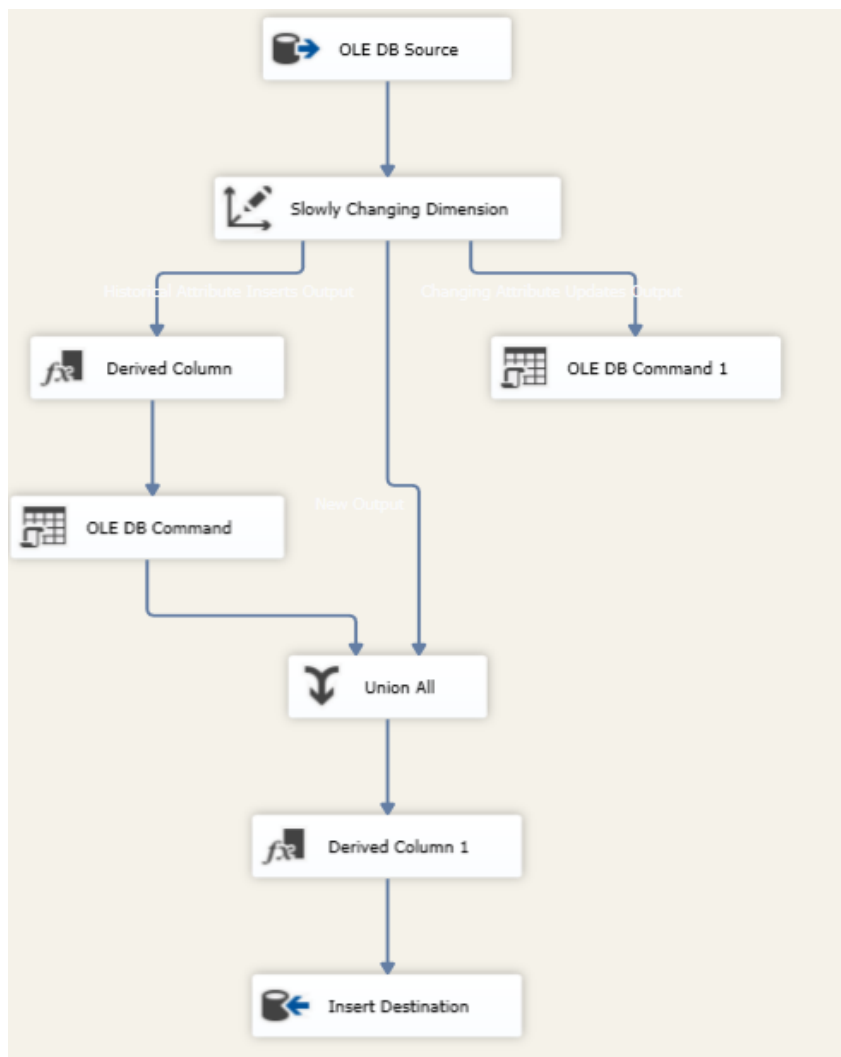 OLE DB Source
Slowly Changing Dimension
Historical Attribute Inserts Output
Changing Attribute Updates Output
Derived Column
OLE DB Command 1
New Output
OLE DB Command
Union All
Derived Column 1
Insert Destination